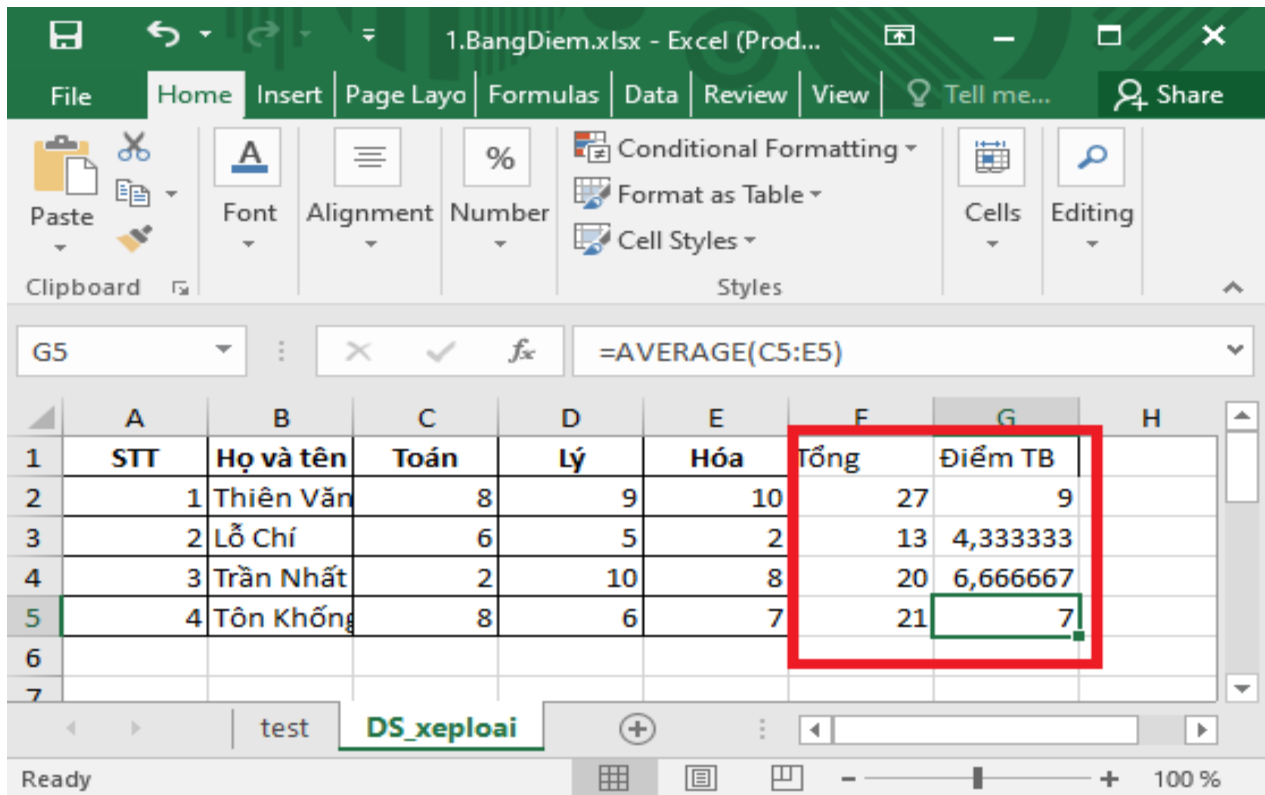 1.BangDiem.xlsx - Excel (Prod...
File Home Insert Page Layo Formulas Data Review View Tell me... Share
Conditional Formatting
Format as Table
Paste Font Alignment Number Cells Editing
Cell Styles
Clipboard Styles
G5 fx =AVERAGE(C5:E5)
A B C D E F G H
1 STT Họ và tên Toán Lý Hóa Tổng Điểm TB
2 1 Thiên Văn 8 9 10 27 9
3 2 Lỗ Chí 6 5 2 13 4,333333
4 3 Trần Nhất 2 10 8 20 6,666667
5 4 Tôn Khống 8 6 7 21 7
6
7
test DS_xeploai
Ready 100 %